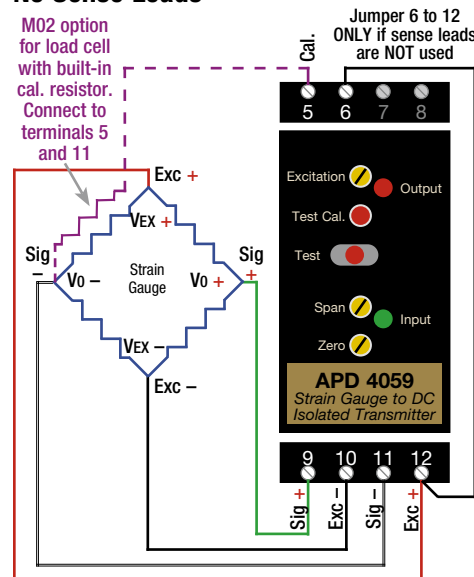 No Sense Leads
M02 option
for load cell
with built-in
cal. resistor.
Connect to
terminals 5
and 11
Jumper 6 to 12
ONLY if sense leads
are NOT used
Cal.
5 6 7 8
Exc +
VEX +
Sig
–
V0 –
Strain
Gauge
V0 +
Sig
+
VEX –
Exc –
Excitation
Output
Test Cal.
Test
Span
Input
Zero
APD 4059
Strain Gauge to DC
Isolated Transmitter
9 10 11 12
Sig +
Exc –
Sig –
Exc +